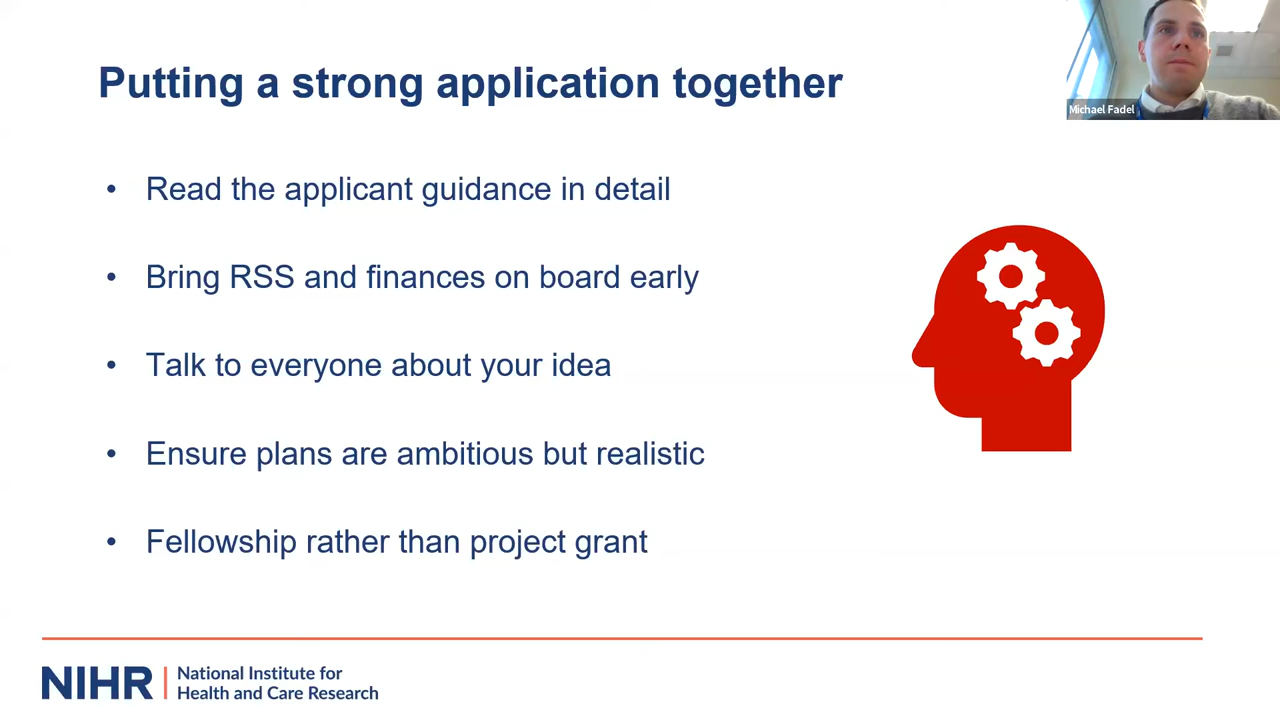 Putting a strong application together
Michael Fadel
• Read the applicant guidance in detail
• Bring RSS and finances on board early
• Talk to everyone about your idea
• Ensure plans are ambitious but realistic
• Fellowship rather than project grant
NIHR | National Institute for
Health and Care Research